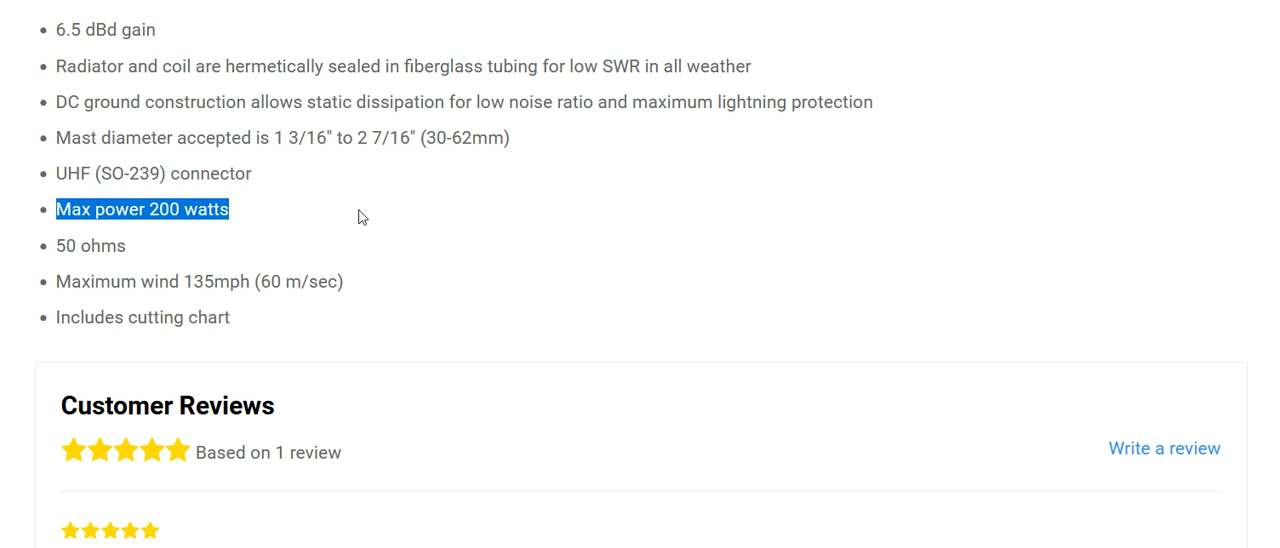 6.5 dBd gain
Radiator and coil are hermetically sealed in fiberglass tubing for low SWR in all weather
DC ground construction allows static dissipation for low noise ratio and maximum lightning protection
Mast diameter accepted is 1 3/16" to 2 7/16" (30-62mm)
UHF (SO-239) connector
Max power 200 watts
50 ohms
Maximum wind 135mph (60 m/sec)
Includes cutting chart
Customer Reviews
Based on 1 review
Write a review